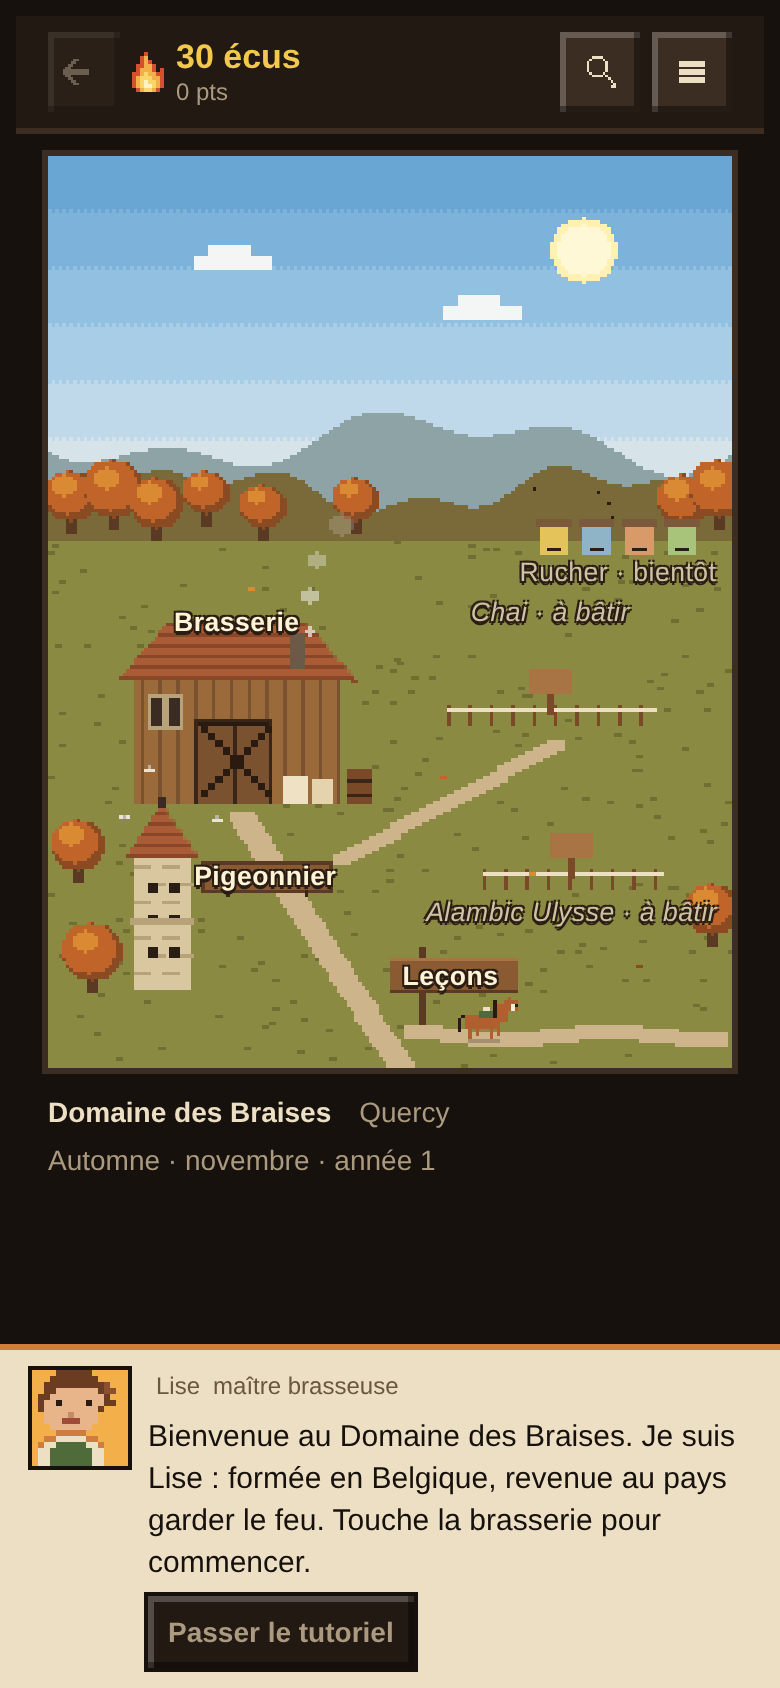 30 écus
0 pts
Rucher · bientôt
Chai · à bâtir
Brasserie
Pigeonnier
Alambic Ulysse · à bâtir
Leçons
Domaine des Braises Quercy
Automne · novembre · année 1
Lise maître brasseuse
Bienvenue au Domaine des Braises. Je suis
Lise : formée en Belgique, revenue au pays
garder le feu. Touche la brasserie pour
commencer.
Passer le tutoriel